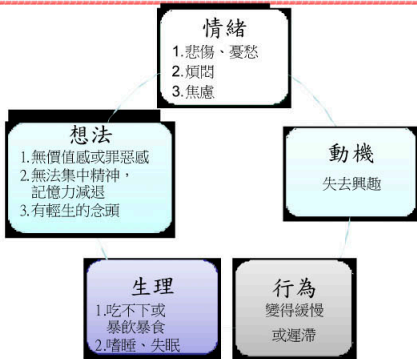 情緒
1.悲傷、憂愁
2.煩悶
3.焦慮
想法
1.無價值感或罪惡感
2.無法集中精神，
記憶力減退
3.有輕生的念頭
動機
失去興趣
生理
1.吃不下或
暴飲暴食
2.嗜睡、失眠
行為
變得緩慢
或遲滯